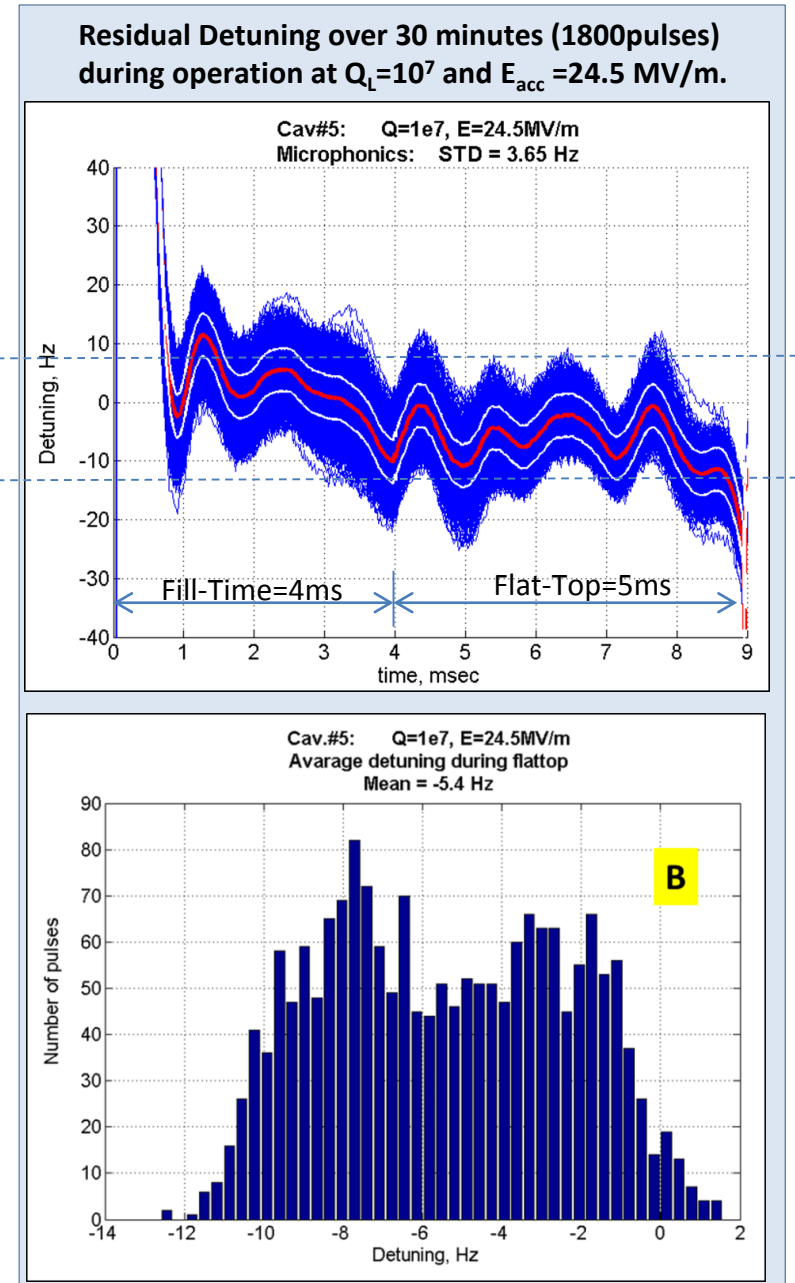 Residual Detuning over 30 minutes (1800pulses)
during operation at QL=10⁷ and Eacc =24.5 MV/m.
Cav#5: Q=1e7, E=24.5MV/m
Microphonics: STD = 3.65 Hz
40
30
20
10
0
-10
-20
-30
-40
Detuning, Hz
Fill-Time=4ms
Flat-Top=5ms
0 1 2 3 4 5 6 7 8 9
time, msec
Cav.#5: Q=1e7, E=24.5MV/m
Avarage detuning during flattop
Mean = -5.4 Hz
90
80
70
60
50
40
30
20
10
0
Number of pulses
B
-14 -12 -10 -8 -6 -4 -2 0 2
Detuning, Hz